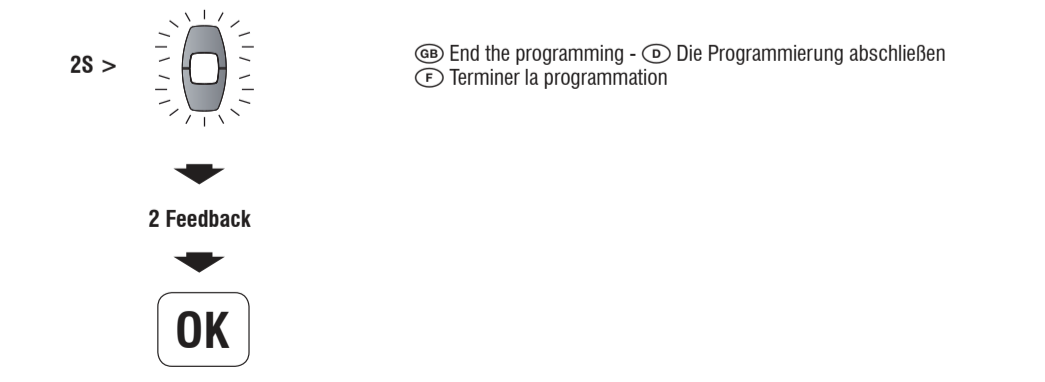 2S >
GB End the programming - D Die Programmierung abschließen
F Terminer la programmation
2 Feedback
OK